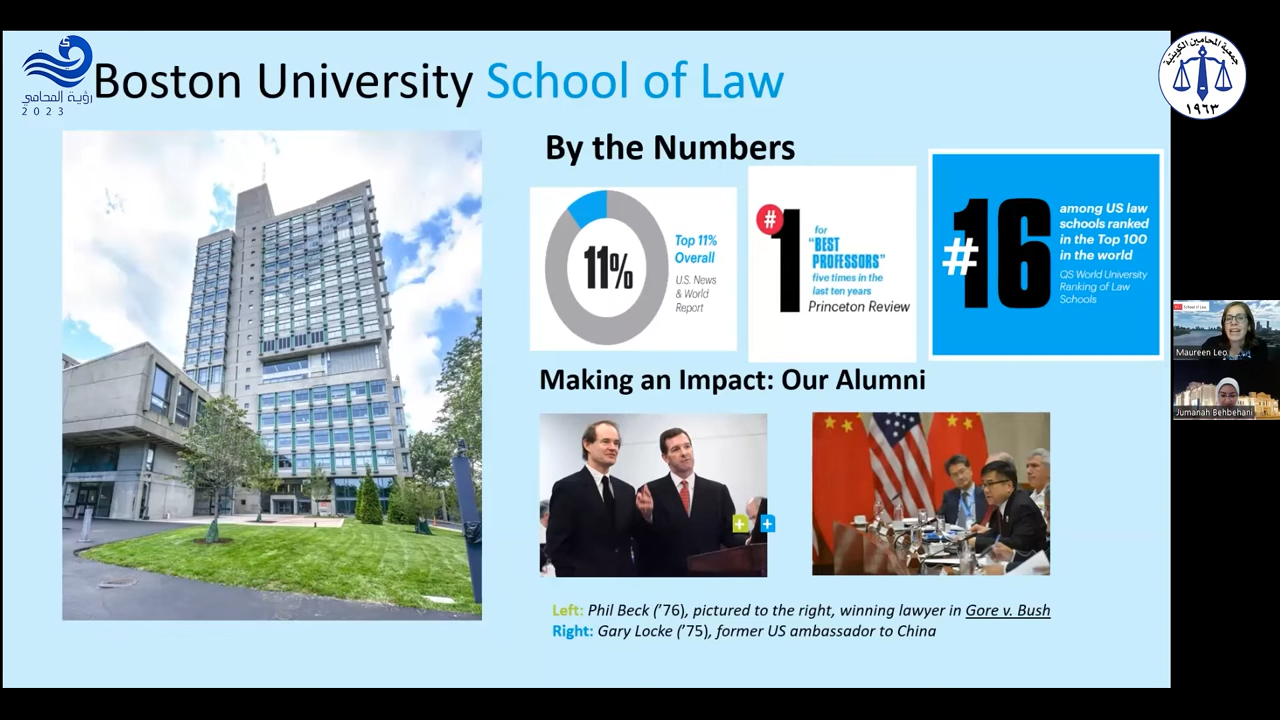 رؤية المحامي
2023
Boston University School of Law
جمعية المحامين الكويتية
١٩٦٣
By the Numbers
11%
Top 11%
Overall
U.S. News
& World
Report
#1
for
"BEST
PROFESSORS"
five times in the
last ten years
Princeton Review
#16
among US law
schools ranked
in the Top 100
in the world
QS World University
Ranking of Law
Schools
Making an Impact: Our Alumni
Left: Phil Beck ('76), pictured to the right, winning lawyer in Gore v. Bush
Right: Gary Locke ('75), former US ambassador to China
School of Law
Maureen Leo
Jumanah Behbehani